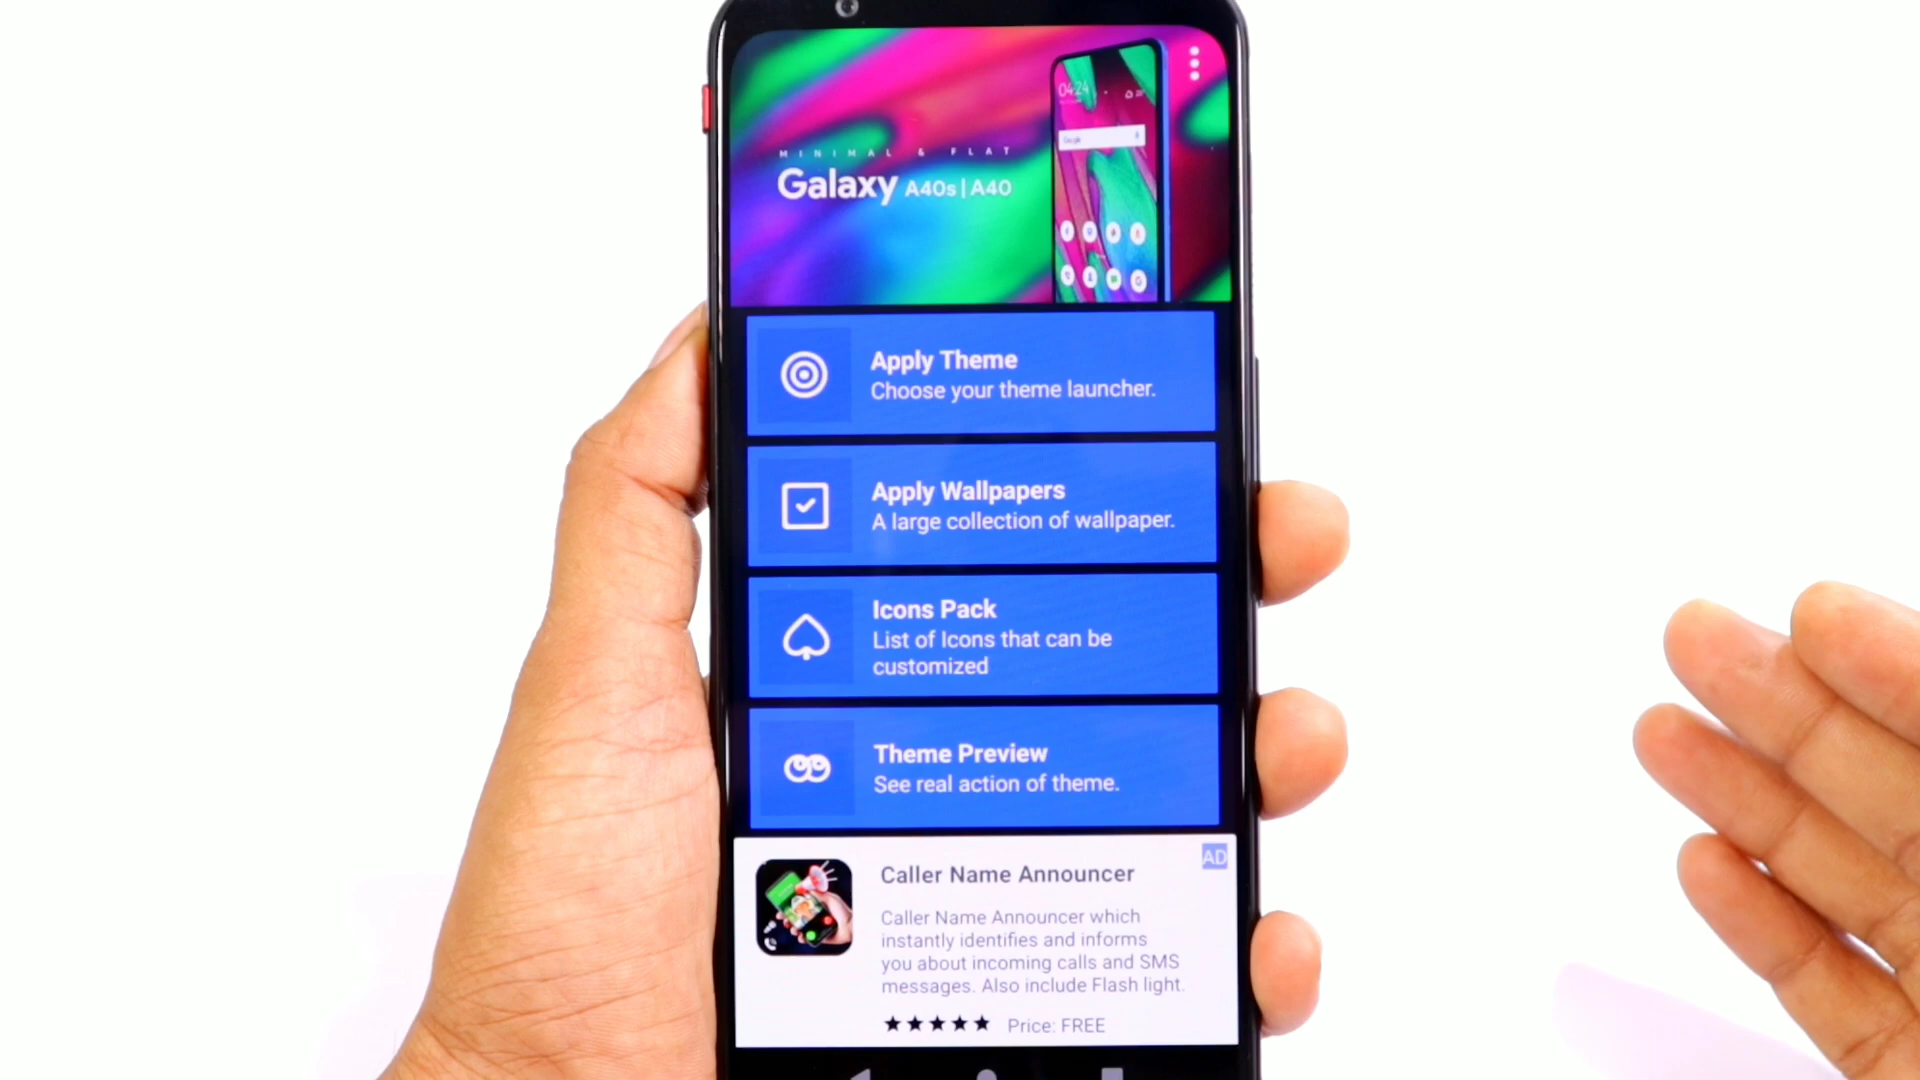 MINIMAL & FLAT
Galaxy A40s|A40
04:24
Google
Apply Theme
Choose your theme launcher.
Apply Wallpapers
A large collection of wallpaper.
Icons Pack
List of Icons that can be
customized
Theme Preview
See real action of theme.
AD
Caller Name Announcer
Caller Name Announcer which
instantly identifies and informs
you about incoming calls and SMS
messages. Also include Flash light.
Price: FREE